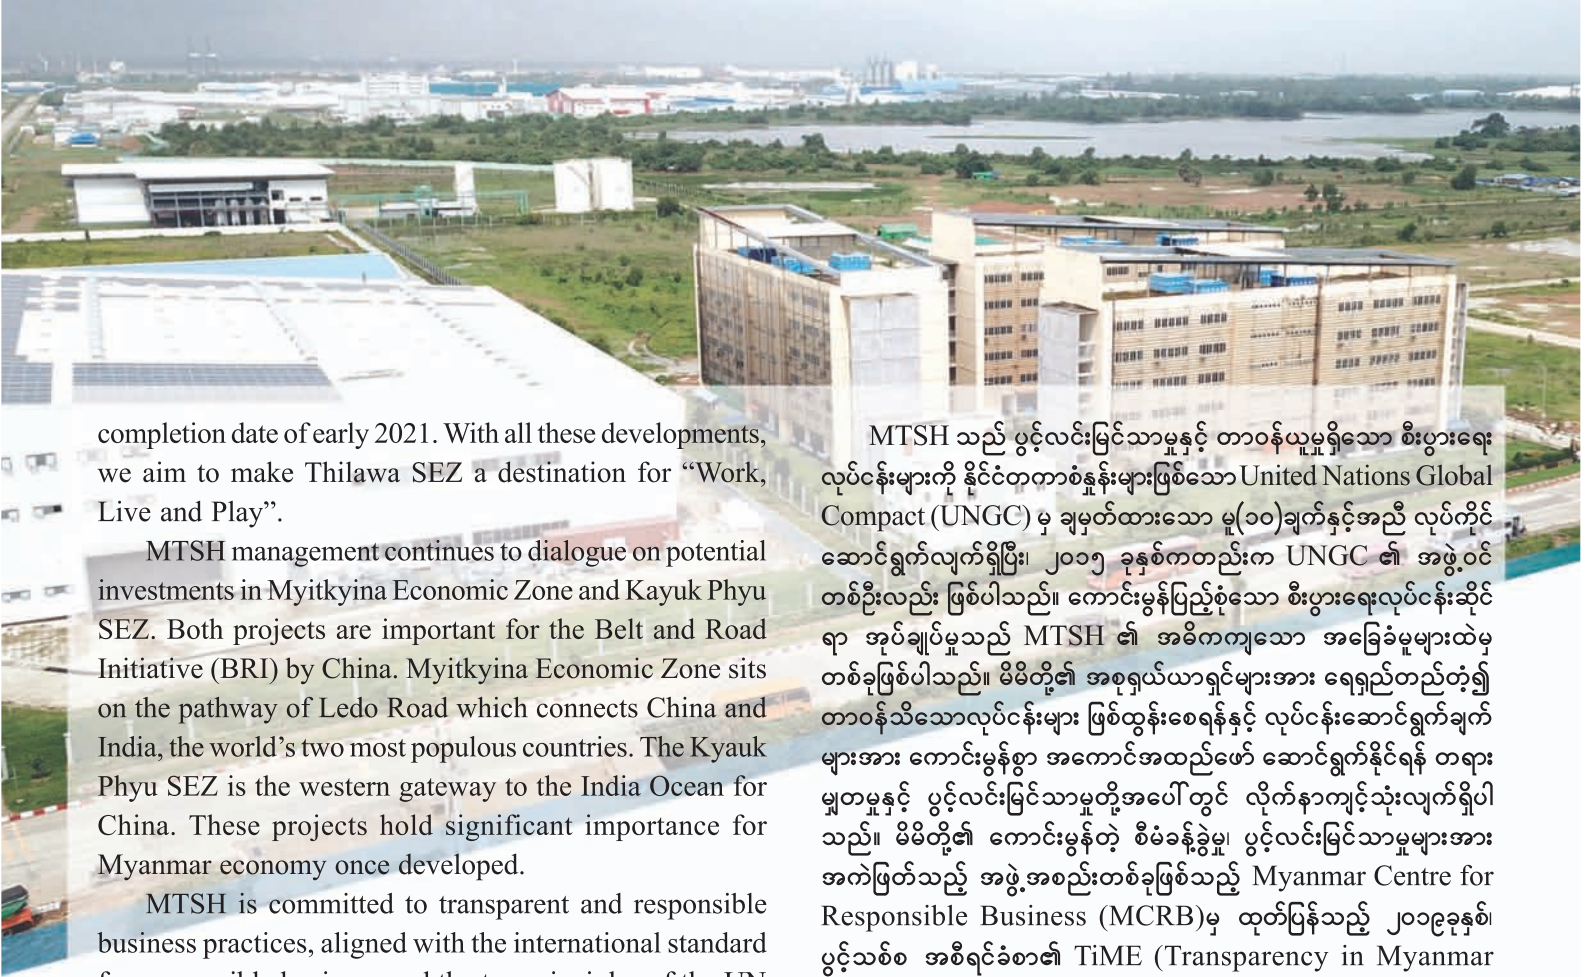 completion date of early 2021. With all these developments,
we aim to make Thilawa SEZ a destination for “Work,
Live and Play”.
MTSH management continues to dialogue on potential
investments in Myitkyina Economic Zone and Kayuk Phyu
SEZ. Both projects are important for the Belt and Road
Initiative (BRI) by China. Myitkyina Economic Zone sits
on the pathway of Ledo Road which connects China and
India, the world’s two most populous countries. The Kyauk
Phyu SEZ is the western gateway to the India Ocean for
China. These projects hold significant importance for
Myanmar economy once developed.
MTSH is committed to transparent and responsible
business practices, aligned with the international standard
MTSH သည် ပွင့်လင်းမြင်သာမှုနှင့် တာဝန်ယူမှုရှိသော စီးပွားရေး
လုပ်ငန်းများကို နိုင်ငံတကာစံနှုန်းများဖြစ်သော United Nations Global
Compact (UNGC) မှ ချမှတ်ထားသော မူ(၁၀)ချက်နှင့်အညီ လုပ်ကိုင်
ဆောင်ရွက်လျက်ရှိပြီး၊ ၂၀၁၅ ခုနှစ်ကတည်းက UNGC ၏ အဖွဲ့ဝင်
တစ်ဦးလည်း ဖြစ်ပါသည်။ ကောင်းမွန်ပြည့်စုံသော စီးပွားရေးလုပ်ငန်းဆိုင်
ရာ အုပ်ချုပ်မှုသည် MTSH ၏ အဓိကကျသော အခြေခံမူများထဲမှ
တစ်ခုဖြစ်ပါသည်။ မိမိတို့၏ အစုရှယ်ယာရှင်များအား ရေရှည်တည်တံ့၍
တာဝန်သိသောလုပ်ငန်းများ ဖြစ်ထွန်းစေရန်နှင့် လုပ်ငန်းဆောင်ရွက်ချက်
များအား ကောင်းမွန်စွာ အကောင်အထည်ဖော် ဆောင်ရွက်နိုင်ရန် တရား
မျှတမှုနှင့် ပွင့်လင်းမြင်သာမှုတို့အပေါ်တွင် လိုက်နာကျင့်သုံးလျက်ရှိပါ
သည်။ မိမိတို့၏ ကောင်းမွန်တဲ့ စီမံခန့်ခွဲမှု၊ ပွင့်လင်းမြင်သာမှုများအား
အကဲဖြတ်သည့် အဖွဲ့အစည်းတစ်ခုဖြစ်သည့် Myanmar Centre for
Responsible Business (MCRB)မှ ထုတ်ပြန်သည့် ၂၀၁၉ခုနှစ်၊
ပွင့်သစ်စ အစီရင်ခံစာ၏ TiME (Transparency in Myanmar